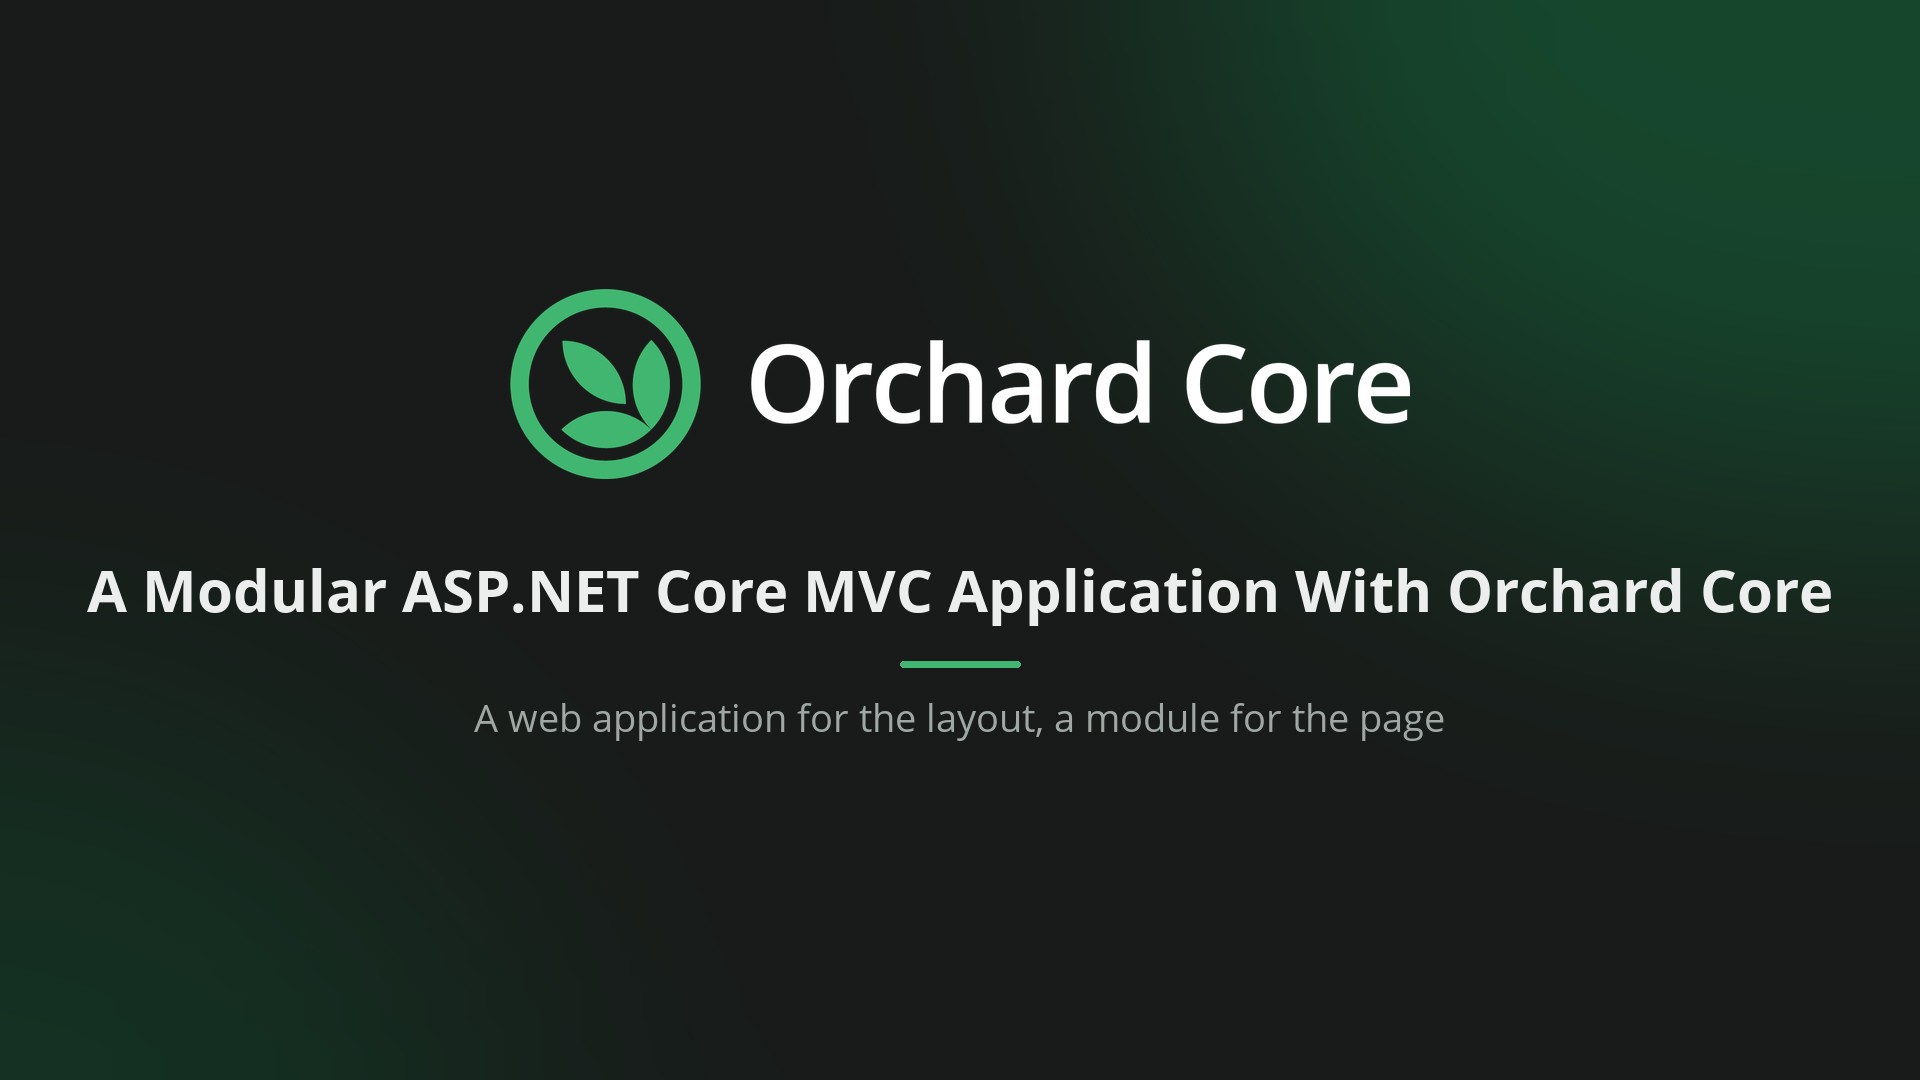 Orchard Core
A Modular ASP.NET Core MVC Application With Orchard Core
A web application for the layout, a module for the page